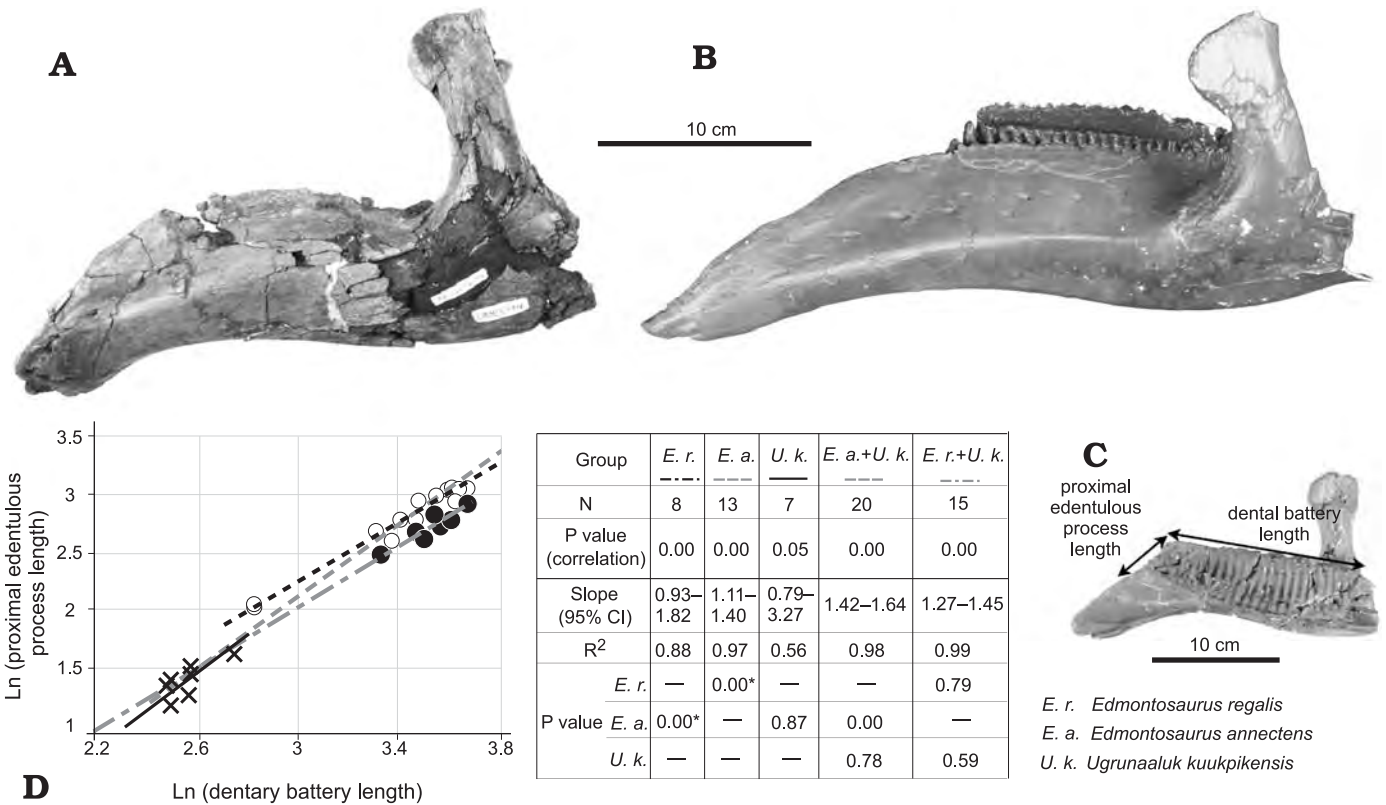 A
B
10 cm
3.5
3
2.5
2
1.5
1
2.2
2.6
3
3.4
3.8
Ln (proximal edentulous
process length)
Ln (dentary battery length)
D
Group E. r. E. a. U. k. E. a.+U. k. E. r.+U. k.
N 8 13 7 20 15
P value
(correlation) 0.00 0.00 0.05 0.00 0.00
Slope
(95% CI) 0.93–1.82 1.11–1.40 0.79–3.27 1.42–1.64 1.27–1.45
R2 0.88 0.97 0.56 0.98 0.99
P value
E. r. — 0.00* — — 0.79
E. a. 0.00* — 0.87 0.00 —
U. k. — — — 0.78 0.59
C
proximal
edentulous
process
length
dental battery
length
10 cm
E. r. Edmontosaurus regalis
E. a. Edmontosaurus annectens
U. k. Ugrunaaluk kuukpikensis